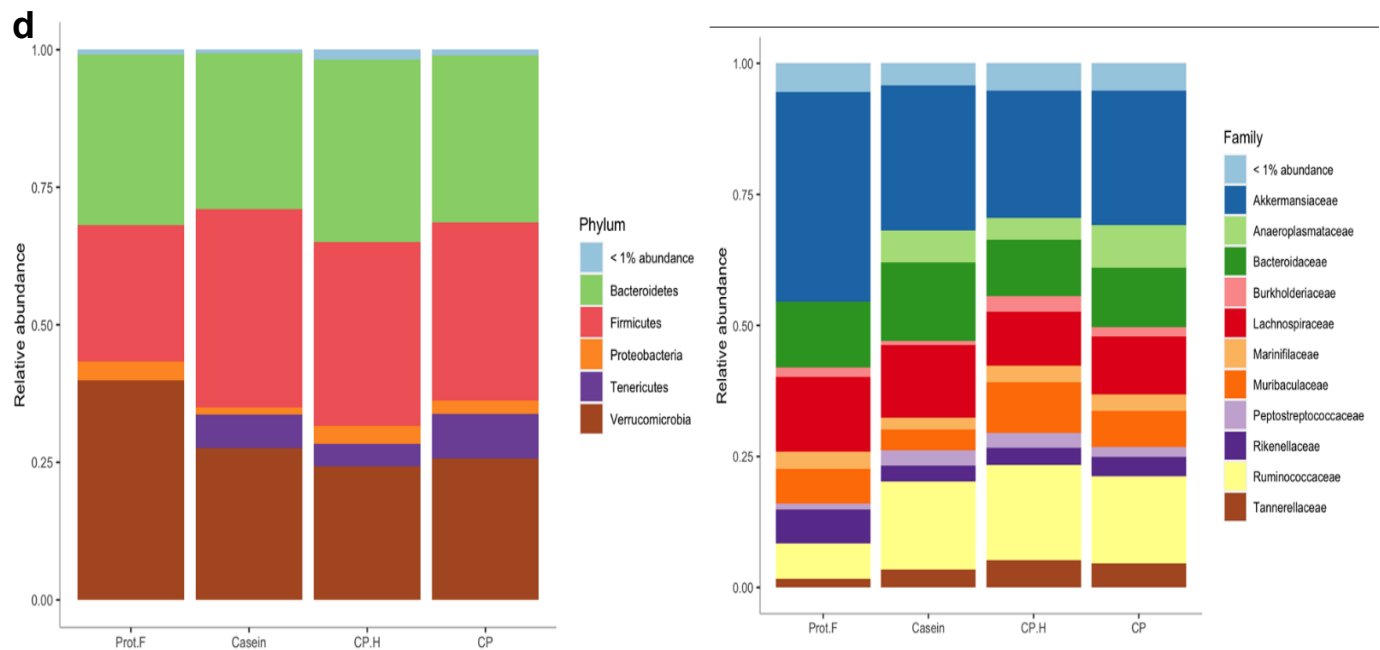 d
Relative abundance
1.00
0.75
0.50
0.25
0.00
Prot.F Casein CP.H CP
Phylum
< 1% abundance
Bacteroidetes
Firmicutes
Proteobacteria
Tenericutes
Verrucomicrobia
Relative abundance
1.00
0.75
0.50
0.25
0.00
Prot.F Casein CP.H CP
Family
< 1% abundance
Akkermansiaceae
Anaeroplasmataceae
Bacteroidaceae
Burkholderiaceae
Lachnospiraceae
Marinifilaceae
Muribaculaceae
Peptostreptococcaceae
Rikenellaceae
Ruminococcaceae
Tannerellaceae